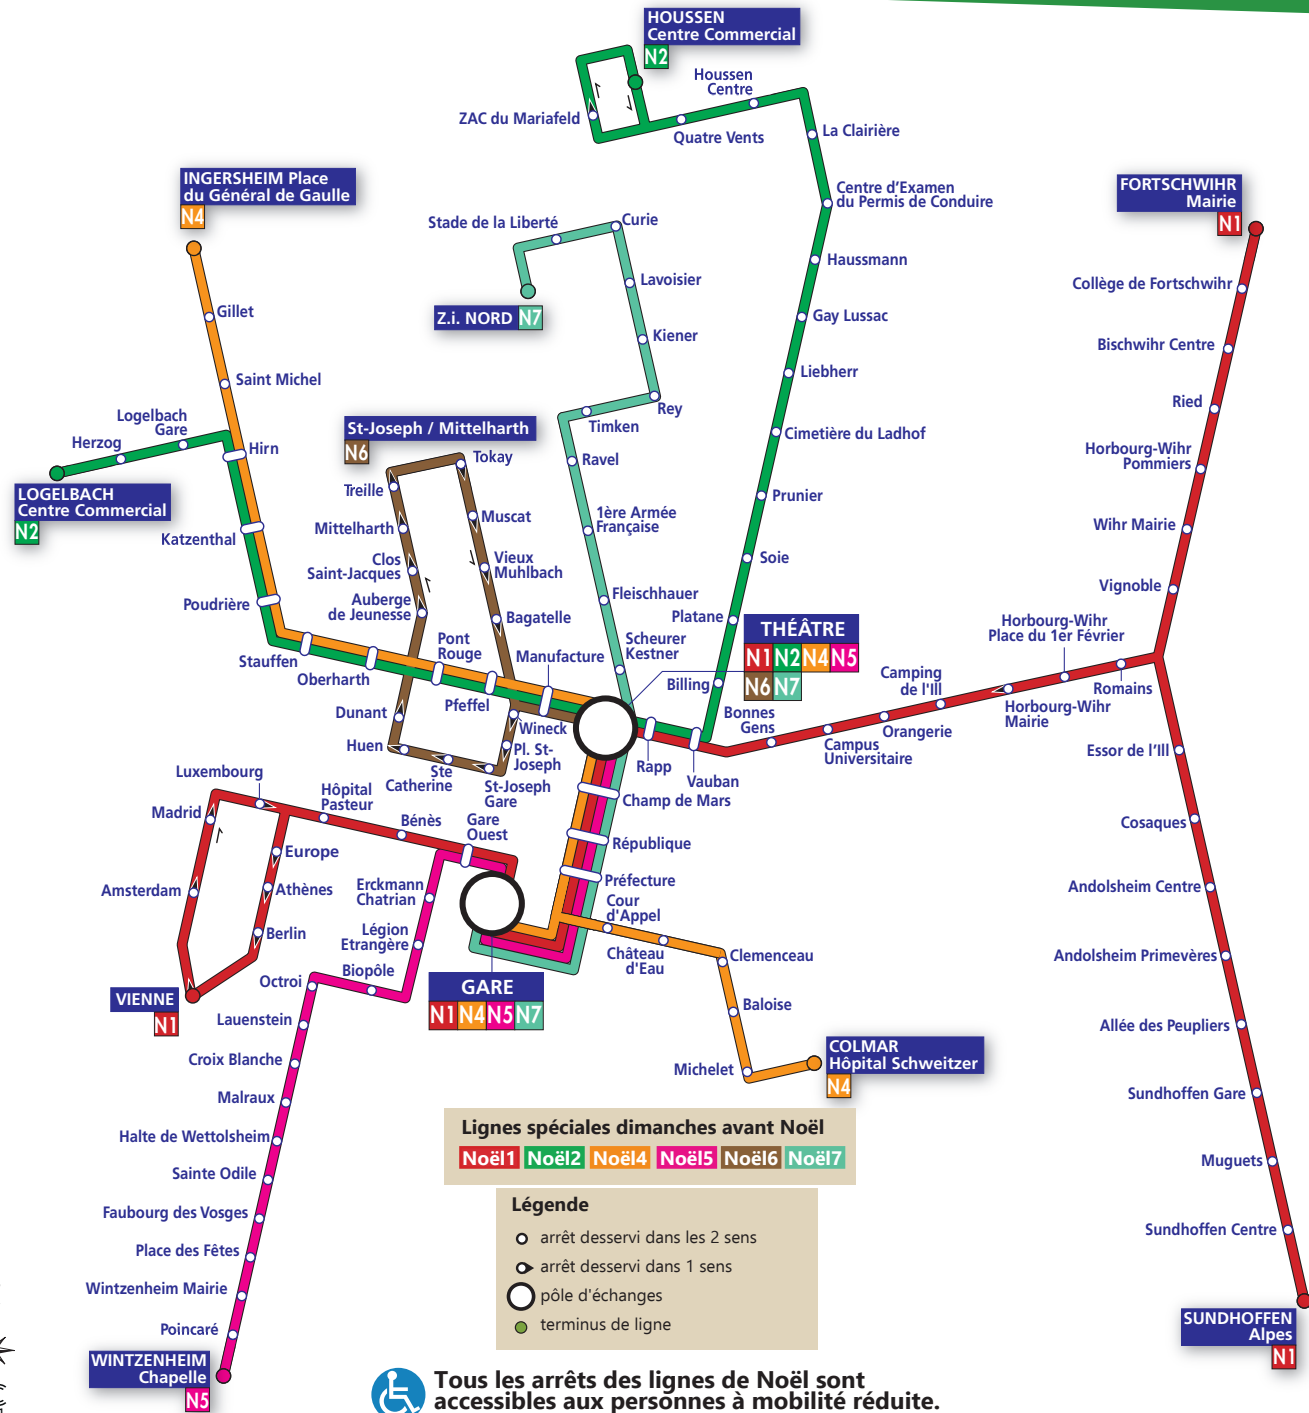 HOUSSEN
Centre Commercial
N2
Houssen
Centre
ZAC du Mariafeld
Quatre Vents
La Clairière
Centre d'Examen
du Permis de Conduire
Haussmann
Gay Lussac
Liebherr
Cimetière du Ladhof
Prunier
Soie
Platane
Billing
INGERSHEIM Place
du Général de Gaulle
N4
Gillet
Saint Michel
Hirn
Logelbach
Gare
Herzog
LOGELBACH
Centre Commercial
N2
Katzenthal
Poudrière
Stauffen
Oberharth
Pont
Rouge
Pfeffel
Manufacture
Stade de la Liberté
Curie
Lavoisier
Kiener
Rey
Timken
Ravel
1ère Armée
Française
Fleischhauer
Scheurer
Kestner
Z.i. NORD N7
St-Joseph / Mittelharth
N6
Tokay
Treille
Muscat
Mittelharth
Vieux
Muhlbach
Clos
Saint-Jacques
Auberge
de Jeunesse
Bagatelle
Dunant
Huen
Ste
Catherine
St-Joseph
Gare
Pl. St-
Joseph
Wineck
THÉÂTRE
N1 N2 N4 N5
N6 N7
FORTSCHWIHR
Mairie
N1
Collège de Fortschwihr
Bischwihr Centre
Ried
Horbourg-Wihr
Pommiers
Wihr Mairie
Vignoble
Horbourg-Wihr
Place du 1er Février
Romains
Horbourg-Wihr
Mairie
Camping
de l'Ill
Orangerie
Campus
Universitaire
Bonnes
Gens
Vauban
Rapp
Essor de l'Ill
Cosaques
Andolsheim Centre
Andolsheim Primevères
Allée des Peupliers
Sundhoffen Gare
Muguets
Sundhoffen Centre
SUNDHOFFEN
Alpes
N1
Champ de Mars
République
Préfecture
Cour
d'Appel
Château
d'Eau
Clemenceau
Baloise
Michelet
COLMAR
Hôpital Schweitzer
N4
Luxembourg
Madrid
Hôpital
Pasteur
Bénès
Gare
Ouest
Europe
Athènes
Amsterdam
Berlin
VIENNE
N1
GARE
N1 N4 N5 N7
Erckmann
Chatrian
Légion
Etrangère
Biopôle
Octroi
Lauenstein
Croix Blanche
Malraux
Halte de Wettolsheim
Sainte Odile
Faubourg des Vosges
Place des Fêtes
Wintzenheim Mairie
Poincaré
WINTZENHEIM
Chapelle
N5
Lignes spéciales dimanches avant Noël
Noël1 Noël2 Noël4 Noël5 Noël6 Noël7
Légende
arrêt desservi dans les 2 sens
arrêt desservi dans 1 sens
pôle d'échanges
terminus de ligne
Tous les arrêts des lignes de Noël sont
accessibles aux personnes à mobilité réduite.